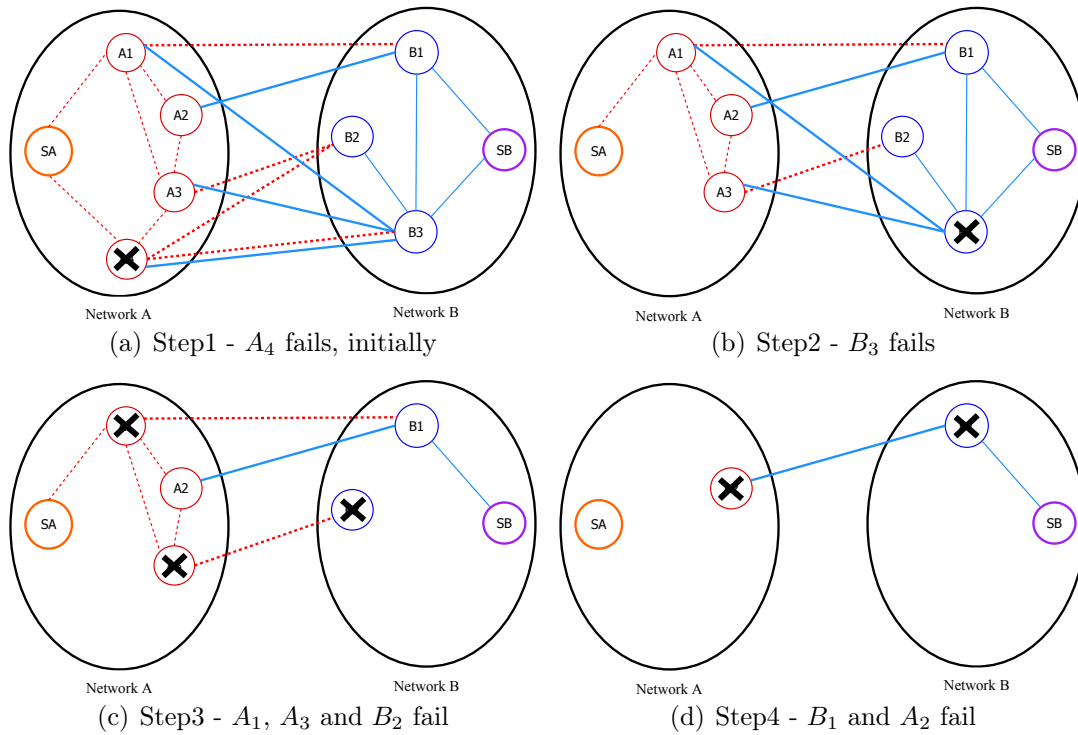 A1
B1
A2
B2
SA
SB
A3
B3
Network A
Network B
(a) Step1 - A₄ fails, initially
A1
B1
A2
B2
SA
SB
A3
Network A
Network B
(b) Step2 - B₃ fails
B1
A2
SA
SB
Network A
Network B
(c) Step3 - A₁, A₃ and B₂ fail
SA
SB
Network A
Network B
(d) Step4 - B₁ and A₂ fail